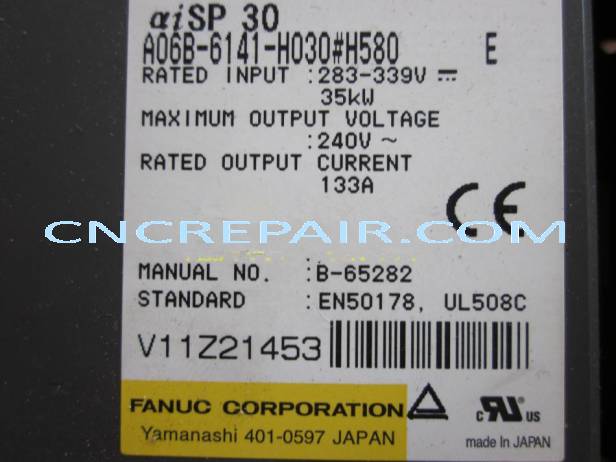 αiSP 30
A06B-6141-H030#H580 E
RATED INPUT :283-339V
35kW
MAXIMUM OUTPUT VOLTAGE
:240V ~
RATED OUTPUT CURRENT
133A
CE
CNCREPAIR.COM
MANUAL NO. :B-65282
STANDARD :EN50178, UL508C
V11Z21453
FANUC CORPORATION
c US
Yamanashi 401-0597 JAPAN
made In JAPAN